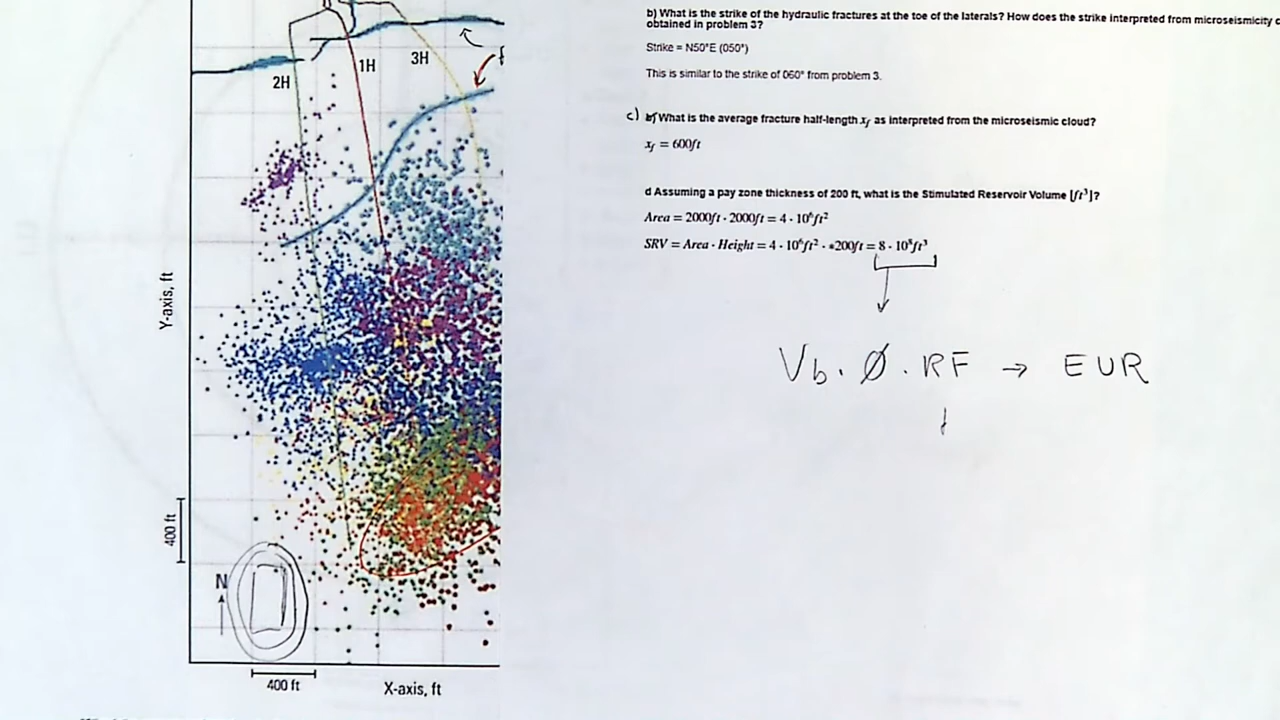 b) What is the strike of the hydraulic fractures at the toe of the laterals? How does the strike interpreted from microseismicity
obtained in problem 3?
Strike = N50°E (050°)
This is similar to the strike of 060° from problem 3.
c) What is the average fracture half-length xf as interpreted from the microseismic cloud?
xf = 600ft
d Assuming a pay zone thickness of 200 ft, what is the Stimulated Reservoir Volume [ft³]?
Area = 2000ft · 2000ft = 4 · 10⁶ft²
SRV = Area · Height = 4 · 10⁶ft² · *200ft = 8 · 10⁸ft³
Vb. Ø. RF → EUR
2H
1H
3H
Y-axis, ft
400 ft
N
400 ft
X-axis, ft